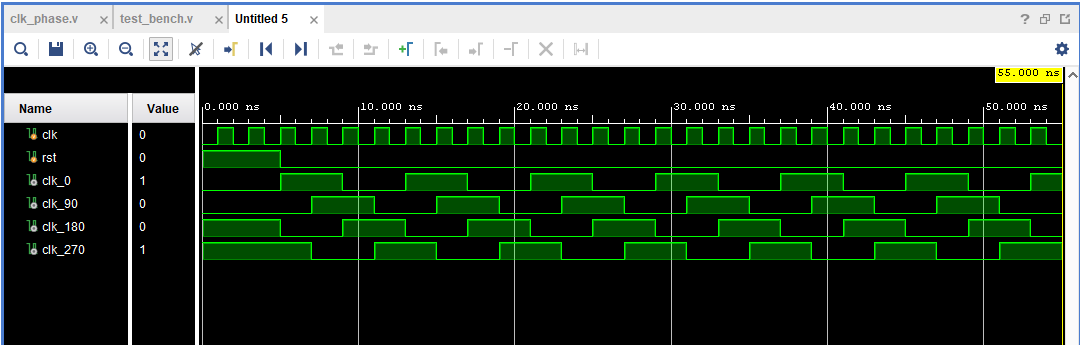 clk_phase.v × test_bench.v × Untitled 5 × ?
55.000 ns
Name Value 0.000 ns 10.000 ns 20.000 ns 30.000 ns 40.000 ns 50.000 ns
clk 0
rst 0
clk_0 1
clk_90 0
clk_180 0
clk_270 1